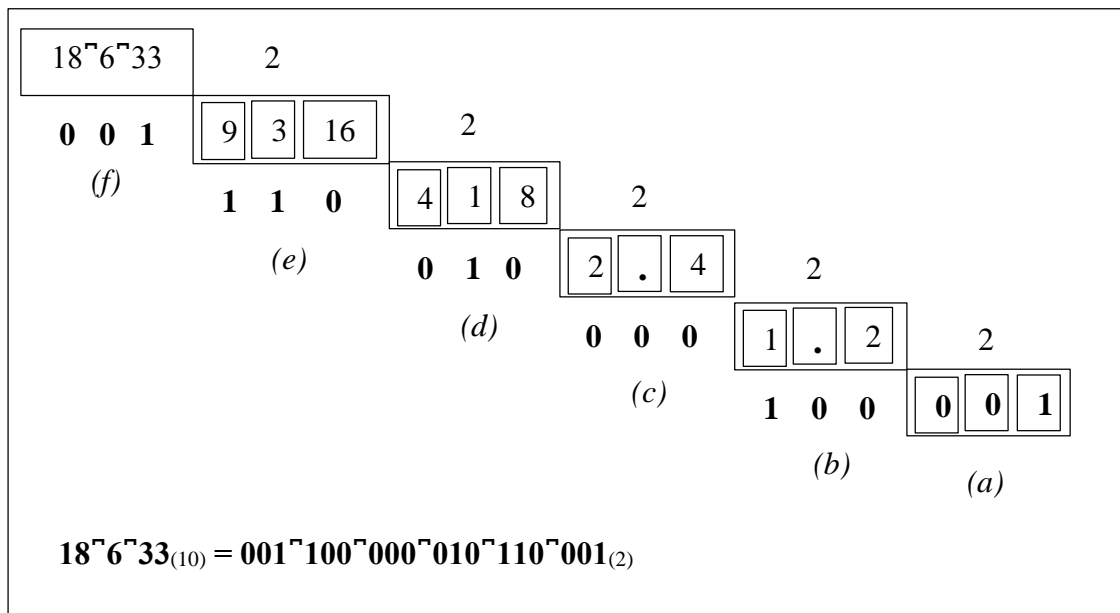 18⌐6⌐33 2
0 0 1 9 3 16 2
(f) 1 1 0 4 1 8 2
(e) 0 1 0 2 . 4 2
(d) 0 0 0 1 . 2 2
(c) 1 0 0 0 0 1
(b) (a)
18⌐6⌐33(10) = 001⌐100⌐000⌐010⌐110⌐001(2)